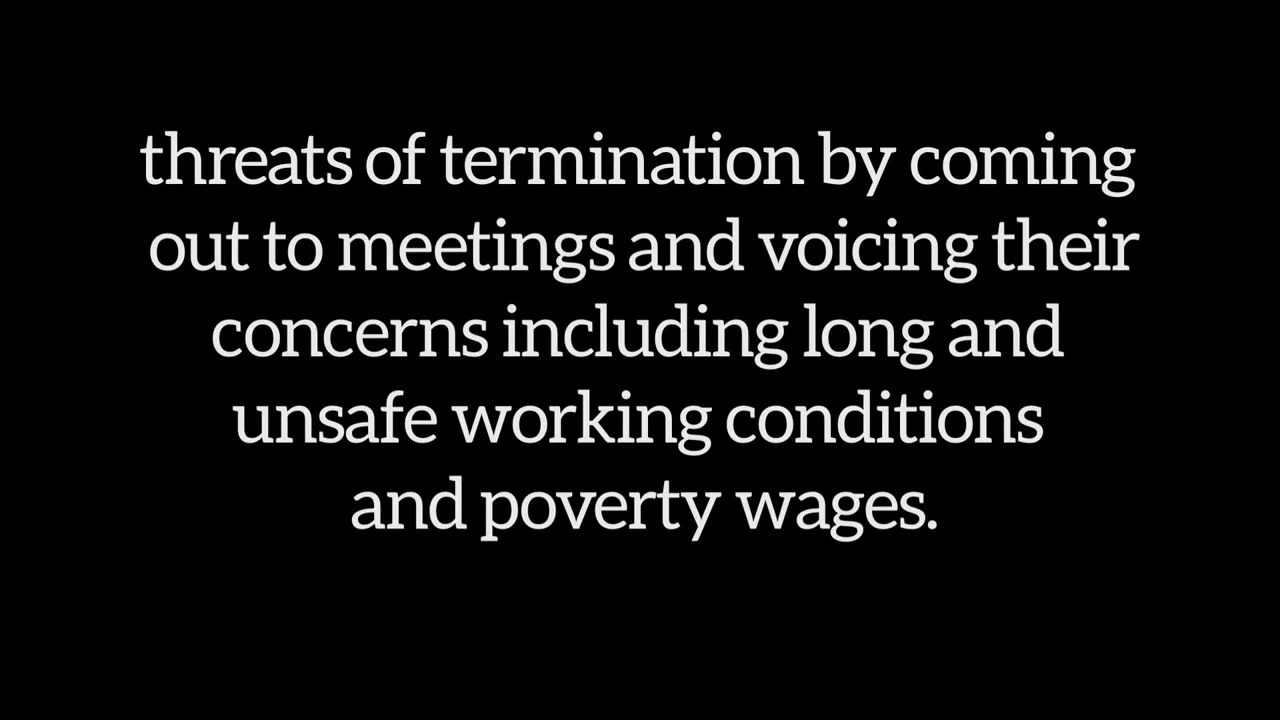 threats of termination by coming
out to meetings and voicing their
concerns including long and
unsafe working conditions
and poverty wages.